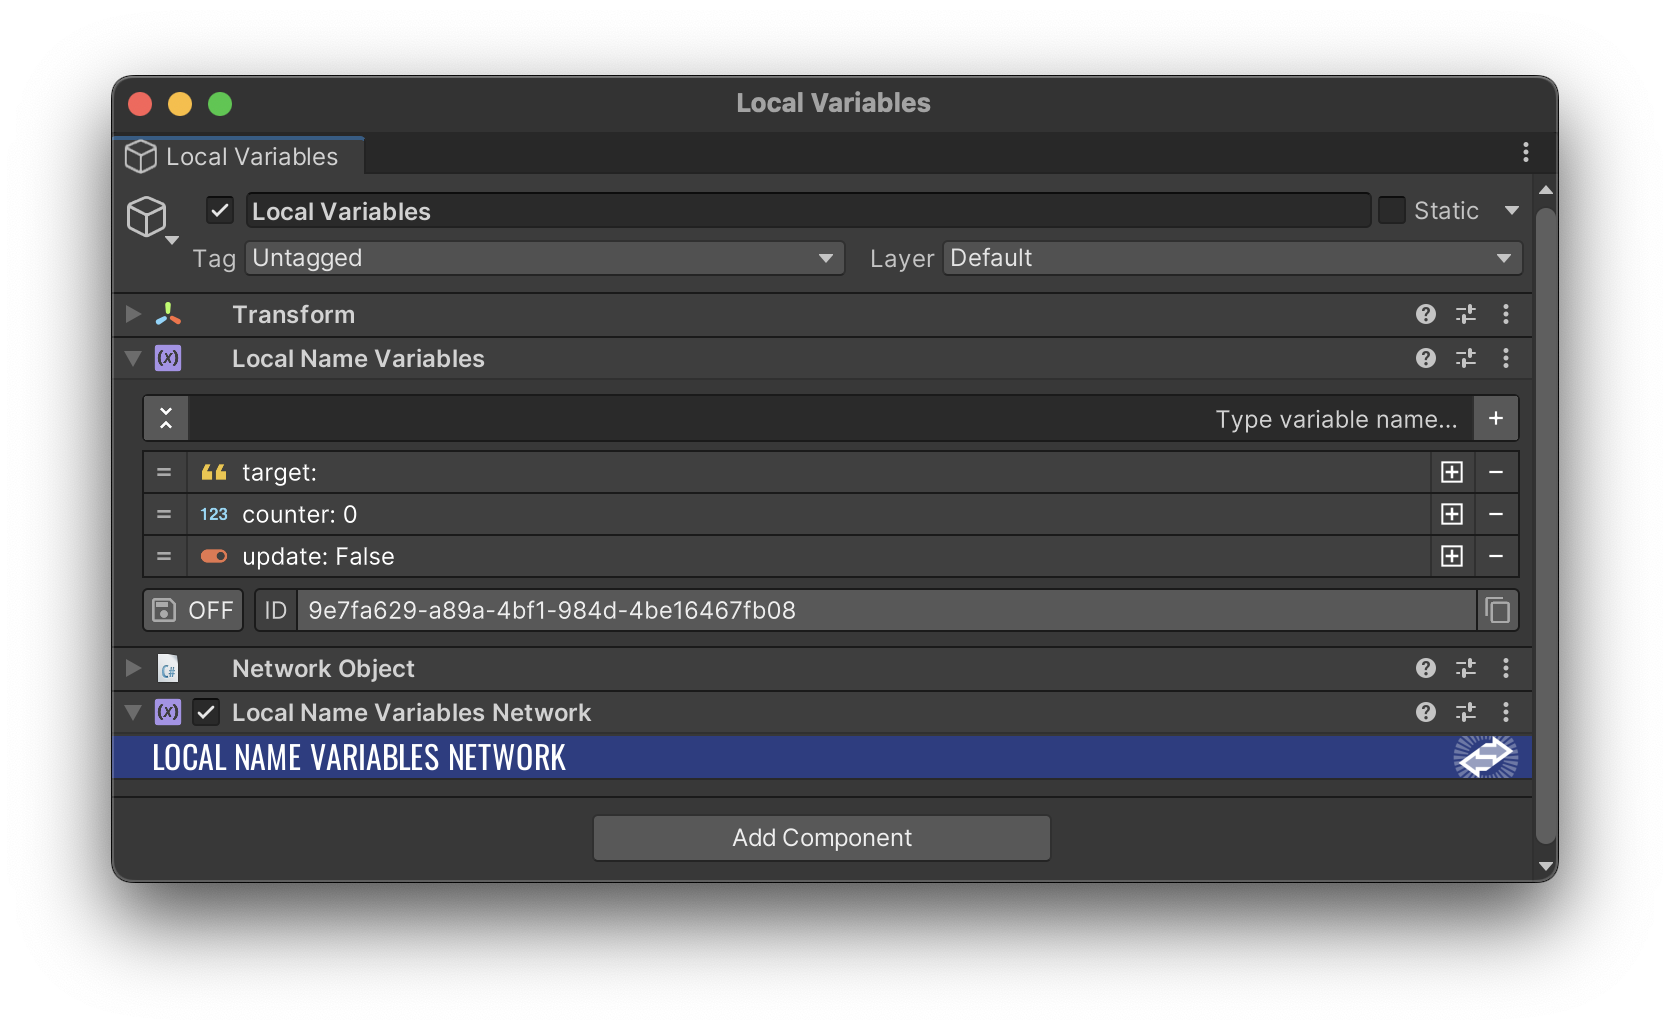 Local Variables
Local Variables
Local Variables Static
Tag Untagged Layer Default
Transform
(x) Local Name Variables
Type variable name... +
target:
123 counter: 0
update: False
OFF ID 9e7fa629-a89a-4bf1-984d-4be16467fb08
C# Network Object
(x) Local Name Variables Network
LOCAL NAME VARIABLES NETWORK
Add Component